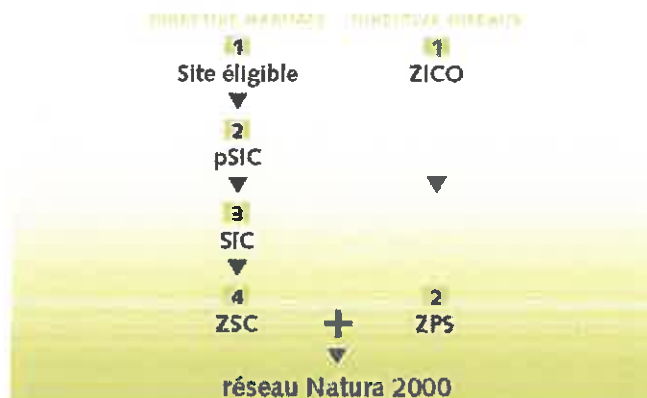 DIRECTIVE HABITATS DIRECTIVE OISEAUX
1 1
Site éligible ZICO
2
pSIC
3
SIC
4 2
ZSC + ZPS
réseau Natura 2000